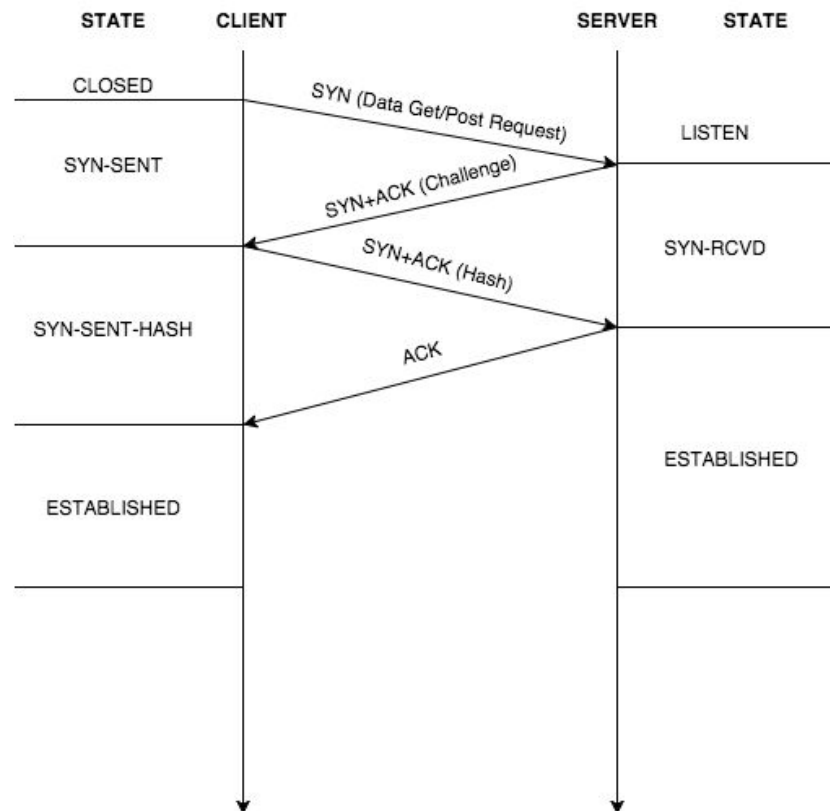 STATE CLIENT SERVER STATE
CLOSED
SYN (Data Get/Post Request)
LISTEN
SYN-SENT
SYN+ACK (Challenge)
SYN+ACK (Hash)
SYN-RCVD
SYN-SENT-HASH
ACK
ESTABLISHED
ESTABLISHED